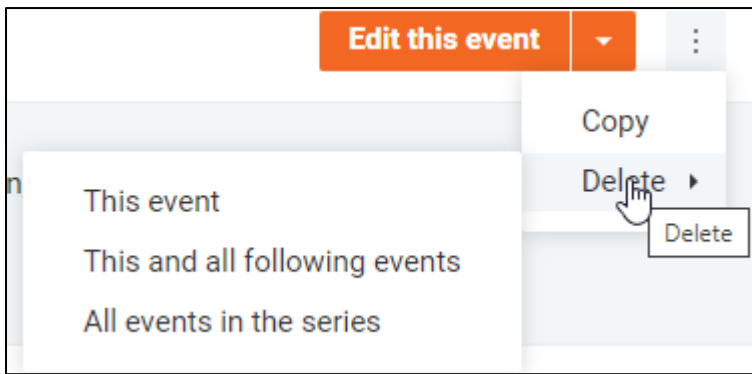 Edit this event
Copy
n
Delete
Delete
This event
This and all following events
All events in the series